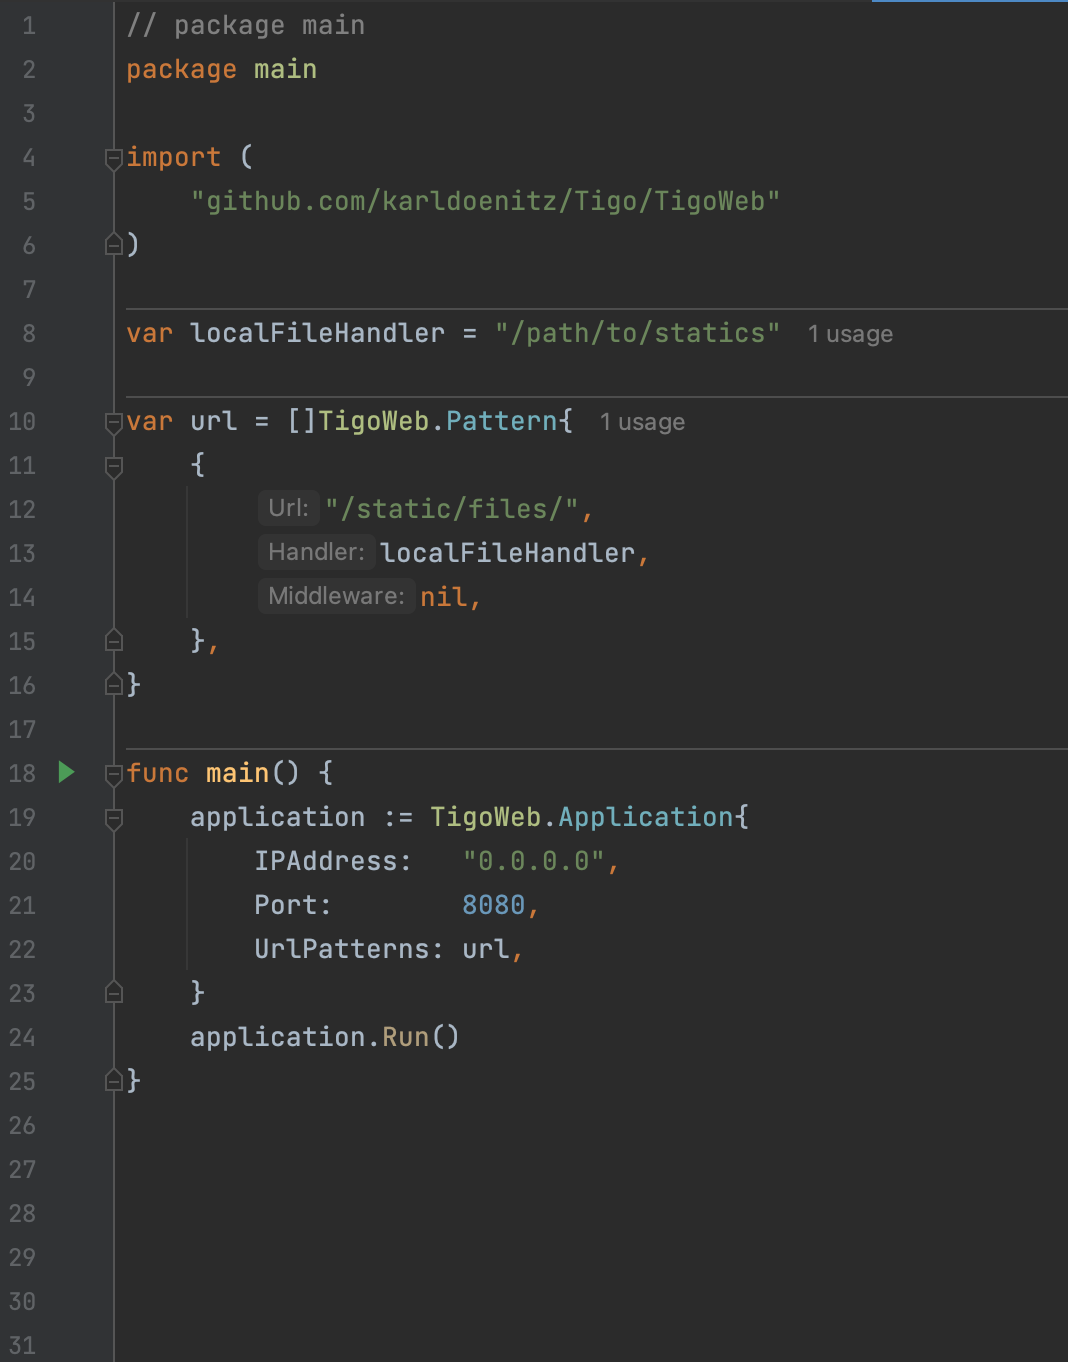 1 // package main
2 package main
3
4 import (
5 "github.com/karldoenitz/Tigo/TigoWeb"
6 )
7
8 var localFileHandler = "/path/to/statics" 1 usage
9
10 var url = []TigoWeb.Pattern{ 1 usage
11 {
12 Url: "/static/files/",
13 Handler: localFileHandler,
14 Middleware: nil,
15 },
16 }
17
18 func main() {
19 application := TigoWeb.Application{
20 IPAddress: "0.0.0.0",
21 Port: 8080,
22 UrlPatterns: url,
23 }
24 application.Run()
25 }
26
27
28
29
30
31